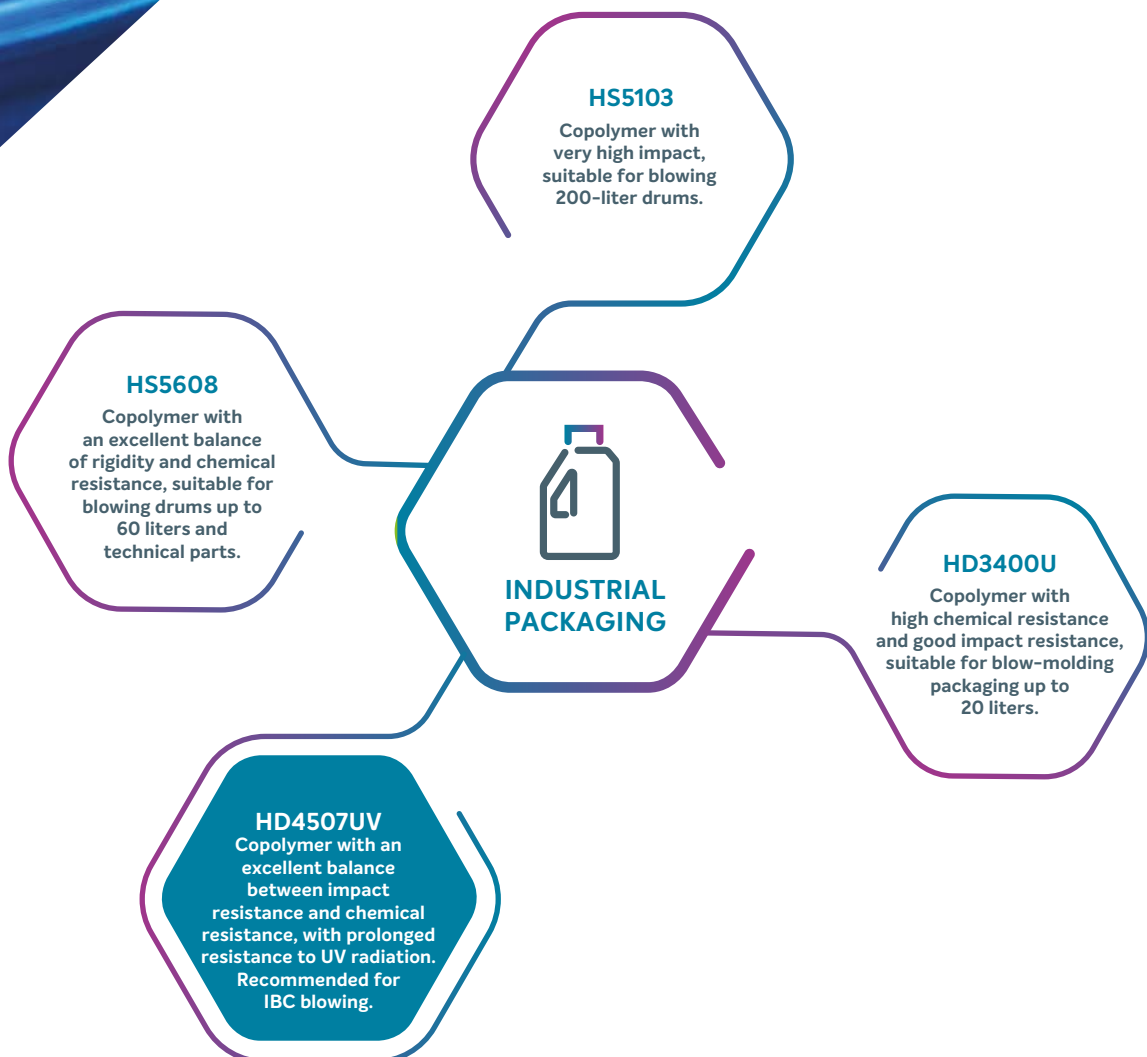 HS5103
Copolymer with
very high impact,
suitable for blowing
200-liter drums.
HS5608
Copolymer with
an excellent balance
of rigidity and chemical
resistance, suitable for
blowing drums up to
60 liters and
technical parts.
INDUSTRIAL
PACKAGING
HD3400U
Copolymer with
high chemical resistance
and good impact resistance,
suitable for blow-molding
packaging up to
20 liters.
HD4507UV
Copolymer with an
excellent balance
between impact
resistance and chemical
resistance, with prolonged
resistance to UV radiation.
Recommended for
IBC blowing.